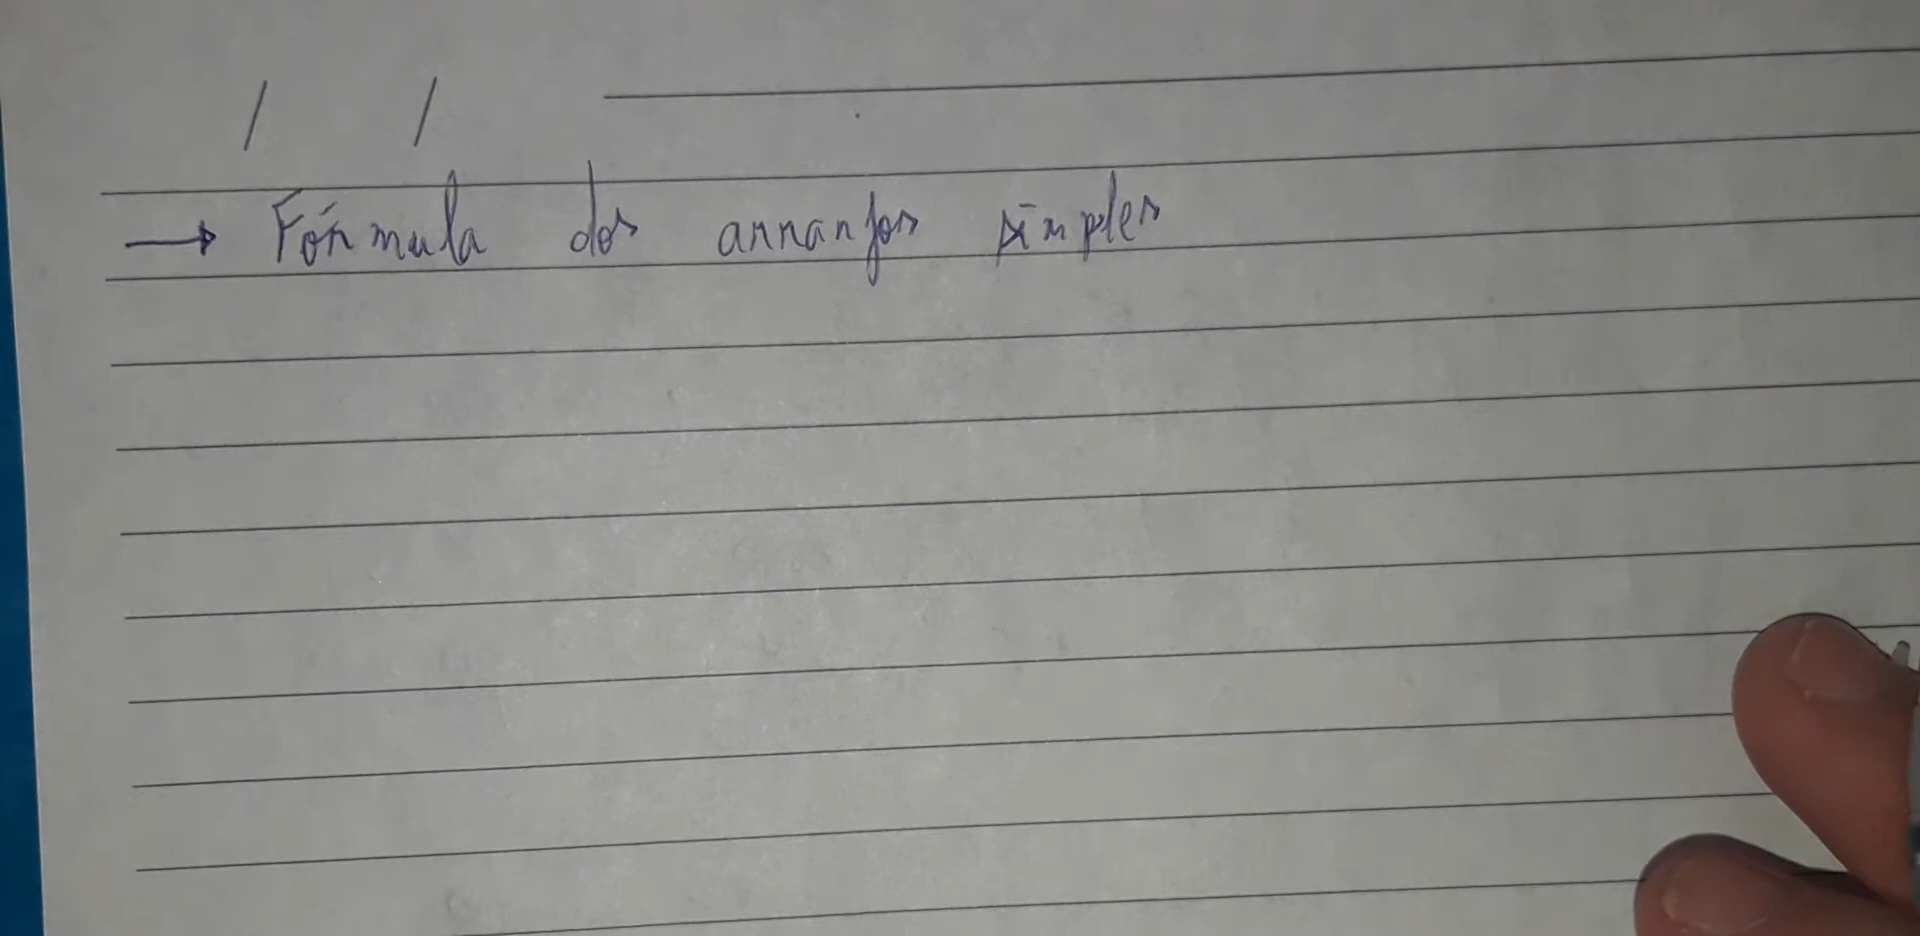 / /
→ Fórmula dos arranjos simples